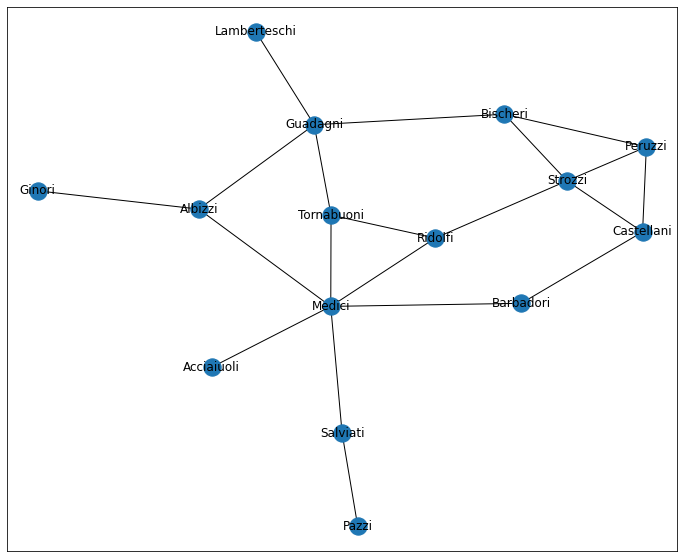 Lamberteschi
Bischeri
Guadagni
Peruzzi
Strozzi
Ginori
Albizzi
Tornabuoni
Castellani
Ridolfi
Barbadori
Medici
Acciaiuoli
Salviati
Pazzi